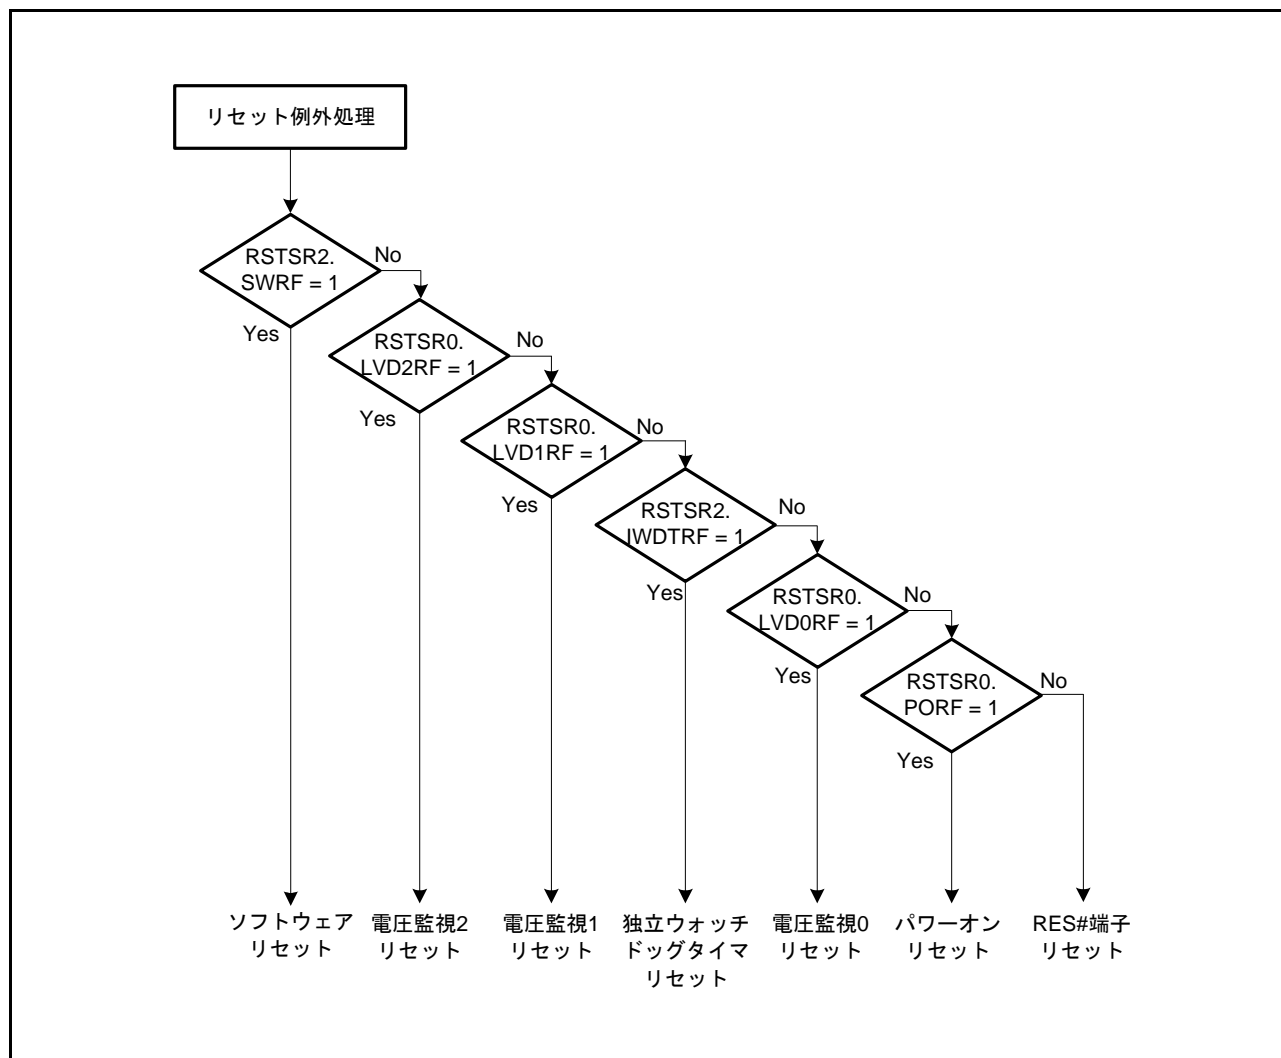 リセット例外処理
RSTSR2.
SWRF = 1
No
Yes
RSTSR0.
LVD2RF = 1
No
Yes
RSTSR0.
LVD1RF = 1
No
Yes
RSTSR2.
IWDTRF = 1
No
Yes
RSTSR0.
LVD0RF = 1
No
Yes
RSTSR0.
PORF = 1
No
Yes
ソフトウェア
リセット
電圧監視2
リセット
電圧監視1
リセット
独立ウォッチ
ドッグタイマ
リセット
電圧監視0
リセット
パワーオン
リセット
RES#端子
リセット